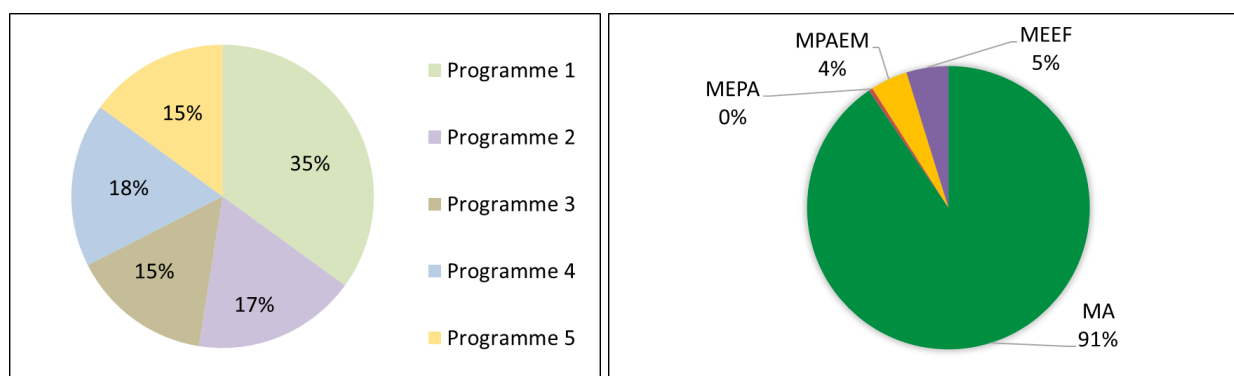 35%
17%
15%
18%
15%
Programme 1
Programme 2
Programme 3
Programme 4
Programme 5
MPAEM
4%
MEEF
5%
MEPA
0%
MA
91%